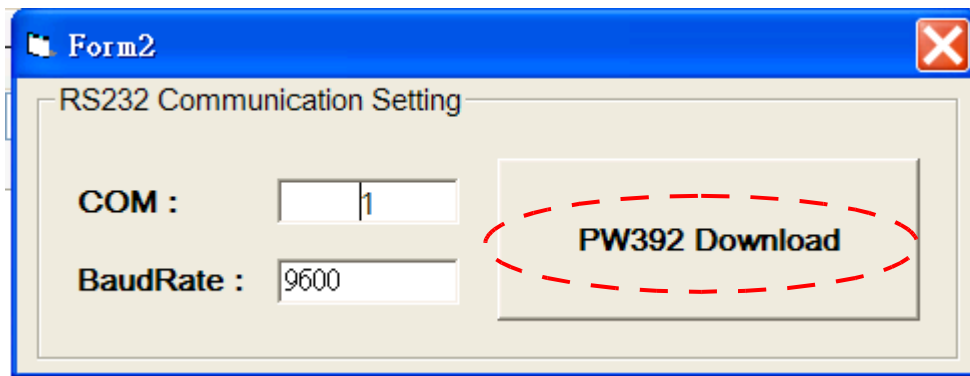 Form2
RS232 Communication Setting
COM : 1
PW392 Download
BaudRate : 9600